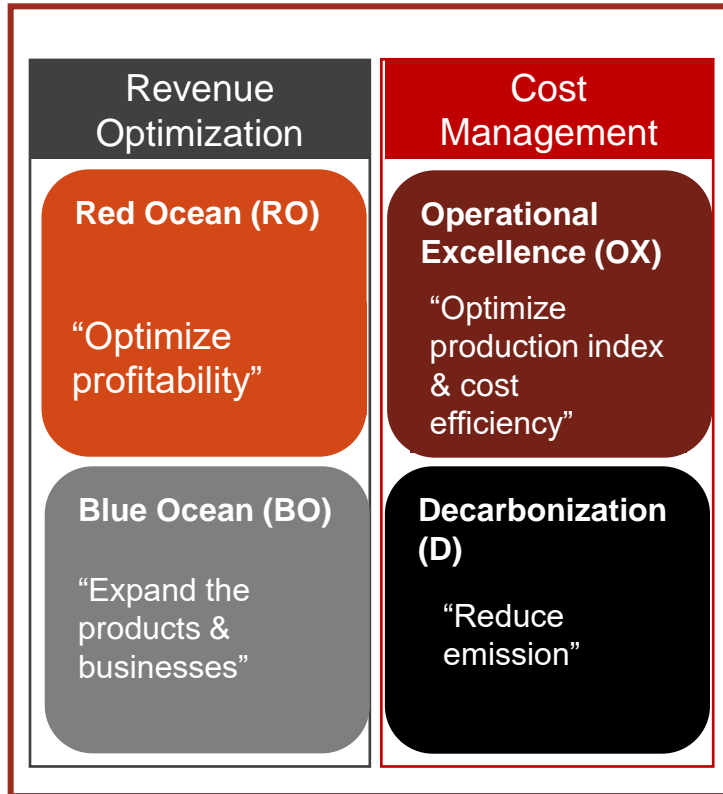 Revenue
Optimization
Cost
Management
Red Ocean (RO)
“Optimize
profitability”
Operational
Excellence (OX)
“Optimize
production index
& cost
efficiency”
Blue Ocean (BO)
“Expand the
products &
businesses”
Decarbonization
(D)
“Reduce
emission”